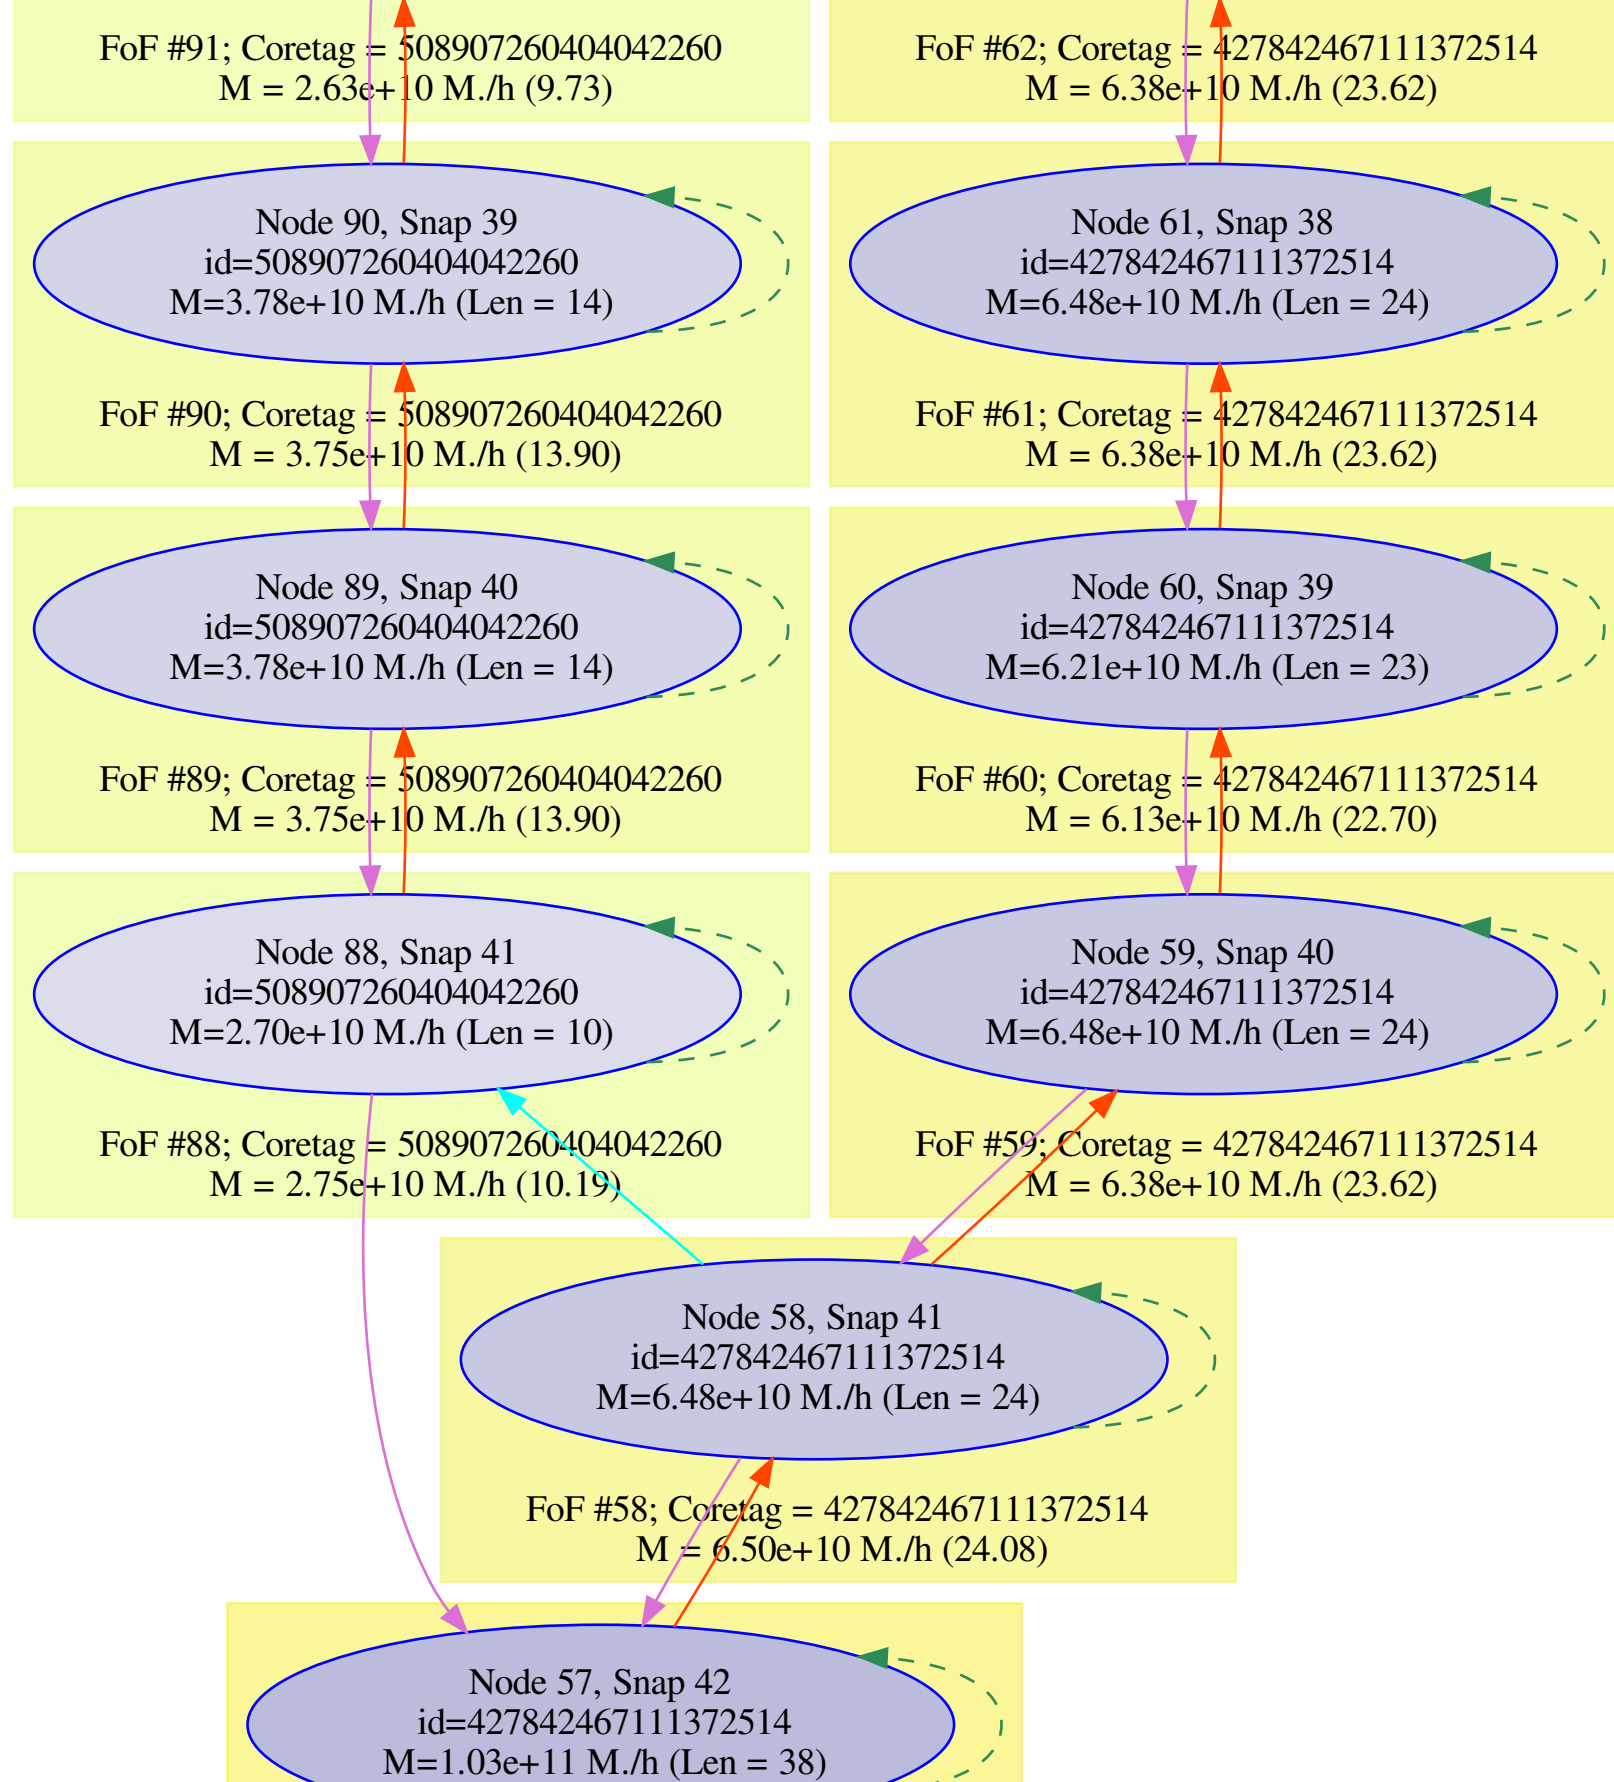 FoF #91; Coretag = 508907260404042260
M = 2.63e+10 M./h (9.73)
FoF #62; Coretag = 427842467111372514
M = 6.38e+10 M./h (23.62)
Node 90, Snap 39
id=508907260404042260
M=3.78e+10 M./h (Len = 14)
FoF #90; Coretag = 508907260404042260
M = 3.75e+10 M./h (13.90)
Node 61, Snap 38
id=427842467111372514
M=6.48e+10 M./h (Len = 24)
FoF #61; Coretag = 427842467111372514
M = 6.38e+10 M./h (23.62)
Node 89, Snap 40
id=508907260404042260
M=3.78e+10 M./h (Len = 14)
FoF #89; Coretag = 508907260404042260
M = 3.75e+10 M./h (13.90)
Node 60, Snap 39
id=427842467111372514
M=6.21e+10 M./h (Len = 23)
FoF #60; Coretag = 427842467111372514
M = 6.13e+10 M./h (22.70)
Node 88, Snap 41
id=508907260404042260
M=2.70e+10 M./h (Len = 10)
FoF #88; Coretag = 508907260404042260
M = 2.75e+10 M./h (10.19)
Node 59, Snap 40
id=427842467111372514
M=6.48e+10 M./h (Len = 24)
FoF #59; Coretag = 427842467111372514
M = 6.38e+10 M./h (23.62)
Node 58, Snap 41
id=427842467111372514
M=6.48e+10 M./h (Len = 24)
FoF #58; Coretag = 427842467111372514
M = 6.50e+10 M./h (24.08)
Node 57, Snap 42
id=427842467111372514
M=1.03e+11 M./h (Len = 38)